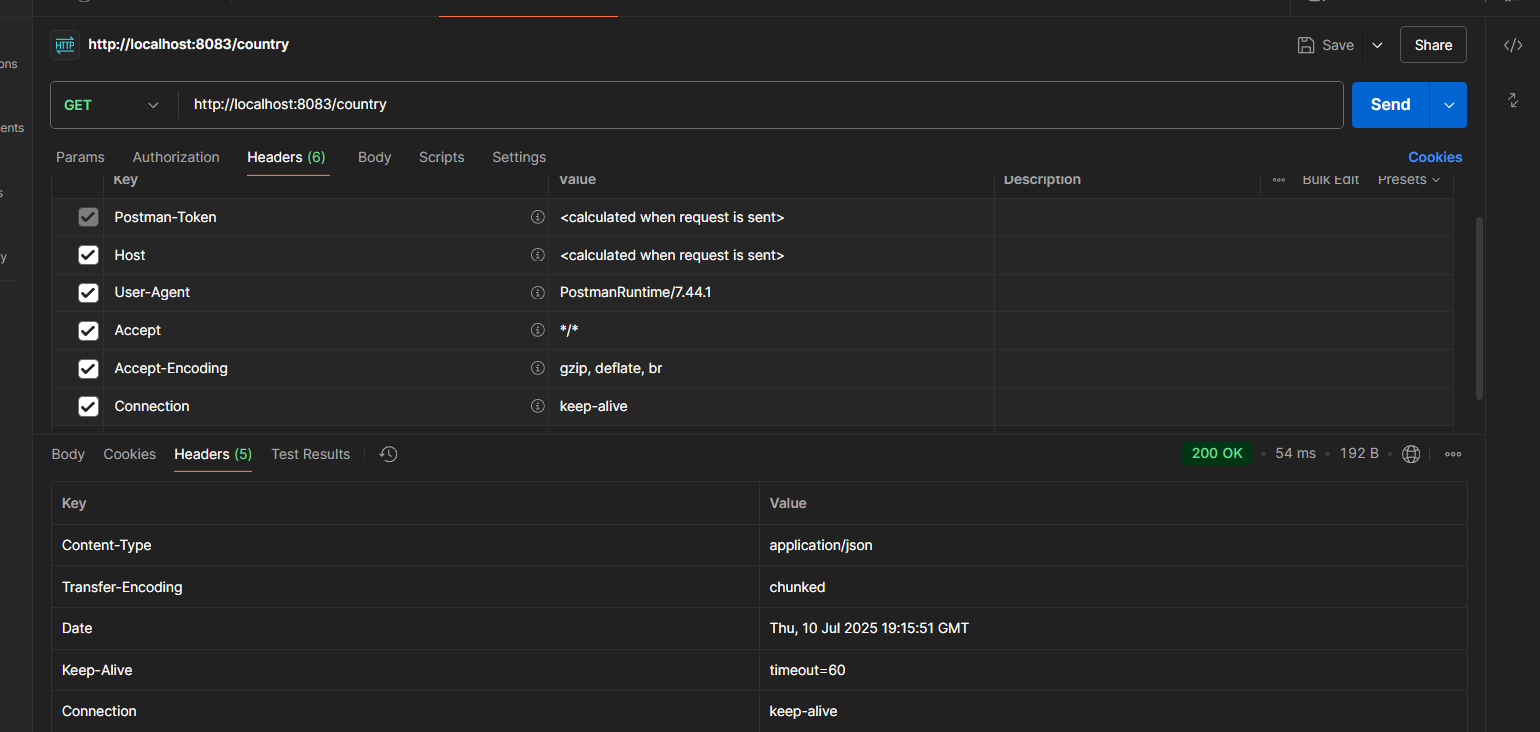 HTTP http://localhost:8083/country Save Share
ons
GET http://localhost:8083/country Send
ents
Params Authorization Headers (6) Body Scripts Settings Cookies
Key Value Description Bulk Edit Presets
s
Postman-Token <calculated when request is sent>
y
Host <calculated when request is sent>
User-Agent PostmanRuntime/7.44.1
Accept */*
Accept-Encoding gzip, deflate, br
Connection keep-alive
Body Cookies Headers (5) Test Results 200 OK 54 ms 192 B
Key Value
Content-Type application/json
Transfer-Encoding chunked
Date Thu, 10 Jul 2025 19:15:51 GMT
Keep-Alive timeout=60
Connection keep-alive